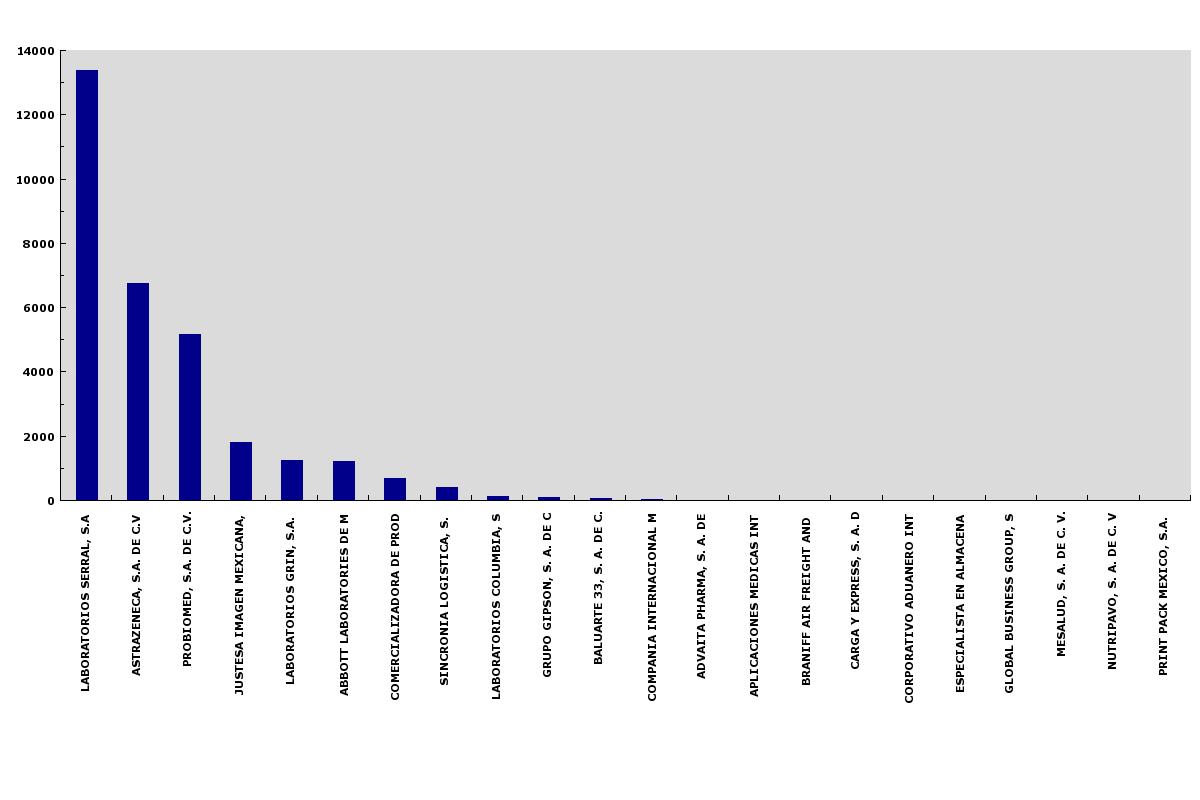 14000
12000
10000
8000
6000
4000
2000
0
LABORATORIOS SERRAL, S.A
ASTRAZENECA, S.A. DE C.V
PROBIOMED, S.A. DE C.V.
JUSTESA IMAGEN MEXICANA,
LABORATORIOS GRIN, S.A.
ABBOTT LABORATORIES DE M
COMERCIALIZADORA DE PROD
SINCRONIA LOGISTICA, S.
LABORATORIOS COLUMBIA, S
GRUPO GIPSON, S. A. DE C
BALUARTE 33, S. A. DE C.
COMPANIA INTERNACIONAL M
ADVAITA PHARMA, S. A. DE
APLICACIONES MEDICAS INT
BRANIFF AIR FREIGHT AND
CARGA Y EXPRESS, S. A. D
CORPORATIVO ADUANERO INT
ESPECIALISTA EN ALMACENA
GLOBAL BUSINESS GROUP, S
MESALUD, S. A. DE C. V.
NUTRIPAVO, S. A. DE C. V
PRINT PACK MEXICO, S.A.